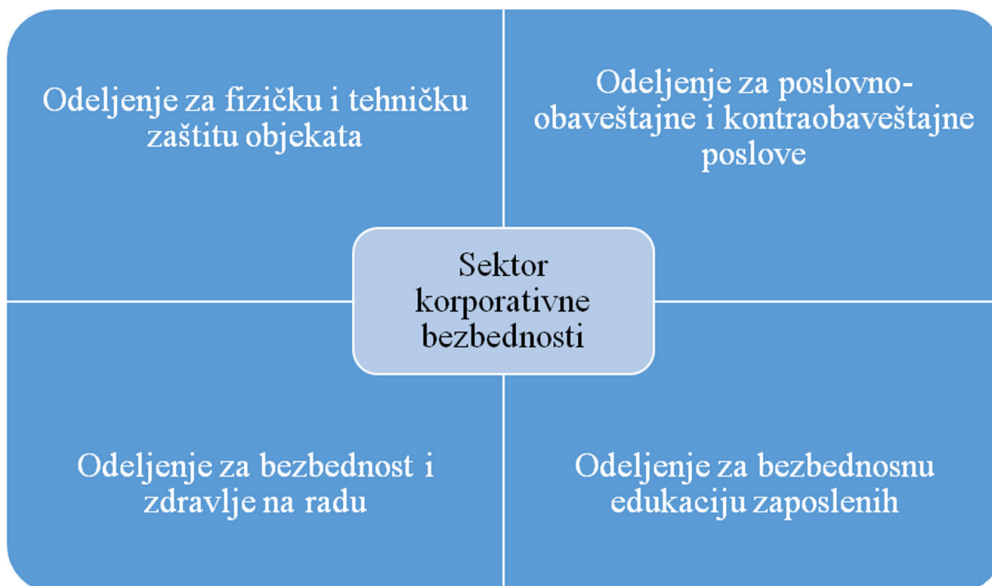 Odeljenje za fizičku i tehničku
zaštitu objekata
Odeljenje za poslovno-
obaveštajne i kontraobaveštajne
poslove
Sektor
korporativne
bezbednosti
Odeljenje za bezbednost i
zdravlje na radu
Odeljenje za bezbednosnu
edukaciju zaposlenih